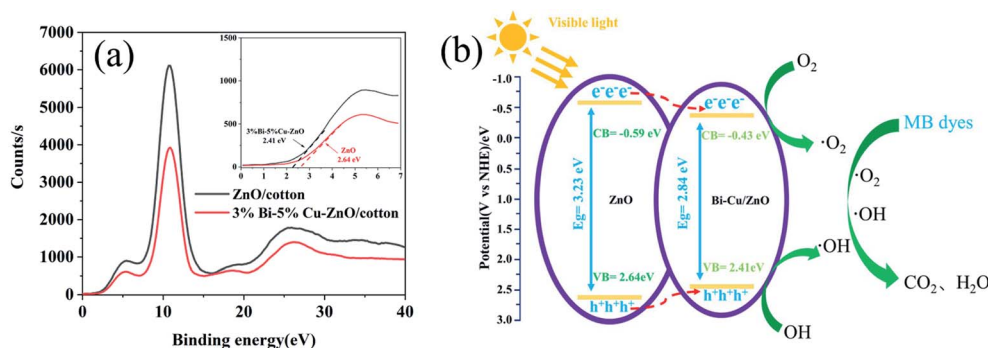 (a)
7000
6000
5000
4000
3000
2000
1000
0
Counts/s
0
10
20
30
40
Binding energy(eV)
ZnO/cotton
3% Bi-5% Cu-ZnO/cotton
1000
500
0
0 1 2 3 4 5 6 7
3%Bi-5%Cu-ZnO
2.41 eV
ZnO
2.64 eV
(b)
Visible light
Potential(V vs NHE)/eV
-1.0
-0.5
0.0
0.5
1.0
1.5
2.0
2.5
3.0
e⁻e⁻e⁻
CB= -0.59 eV
Eg= 3.23 eV
ZnO
VB= 2.64eV
h⁺h⁺h⁺
e⁻e⁻e⁻
CB= -0.43 eV
Eg= 2.84 eV
Bi-Cu/ZnO
VB= 2.41eV
h⁺h⁺h⁺
O₂
·O₂
·OH
OH
MB dyes
·O₂
·OH
CO₂、H₂O